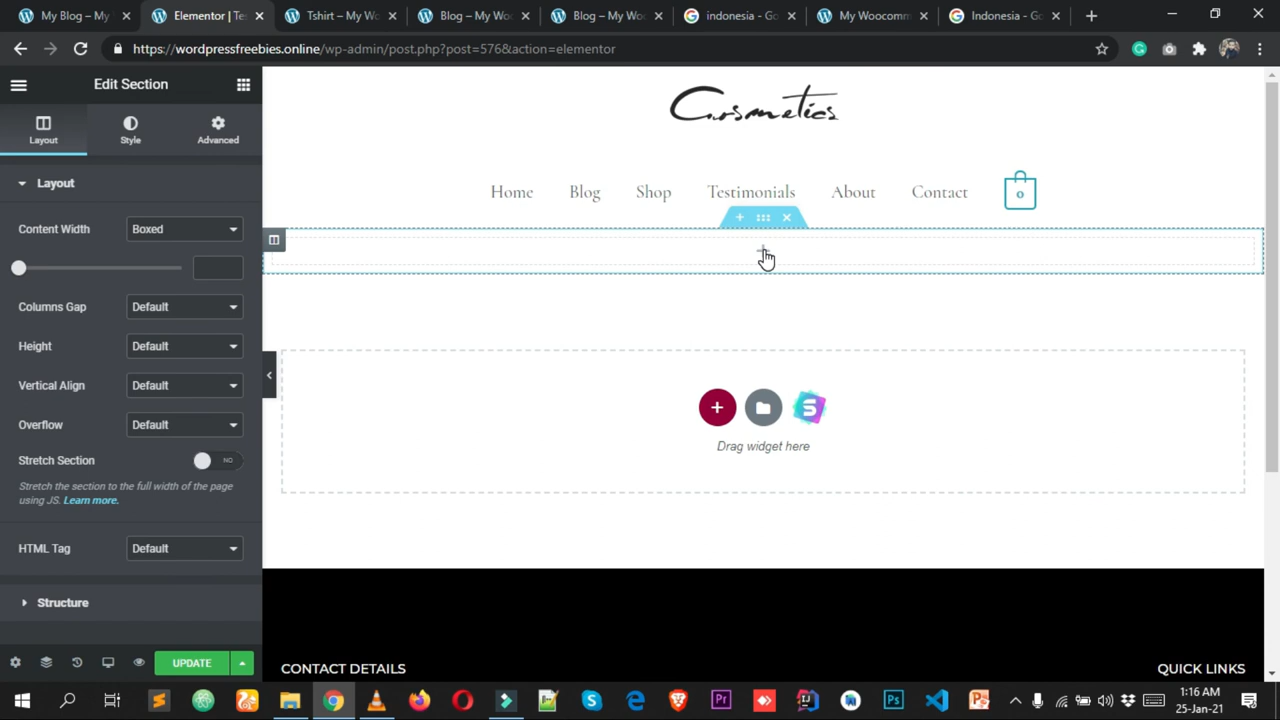 My Blog – My
Elementor | Te
Tshirt – My Wo
Blog – My Woo
Blog – My Woo
indonesia - Go
My Woocomm
Indonesia - Go
https://wordpressfreebies.online/wp-admin/post.php?post=576&action=elementor
Edit Section
Layout
Style
Advanced
Layout
Content Width
Boxed
Columns Gap
Default
Height
Default
Vertical Align
Default
Overflow
Default
Stretch Section
NO
Stretch the section to the full width of the page
using JS. Learn more.
HTML Tag
Default
Structure
UPDATE
Cosmetics
Home
Blog
Shop
Testimonials
About
Contact
0
Drag widget here
CONTACT DETAILS
QUICK LINKS
1:16 AM
25-Jan-21